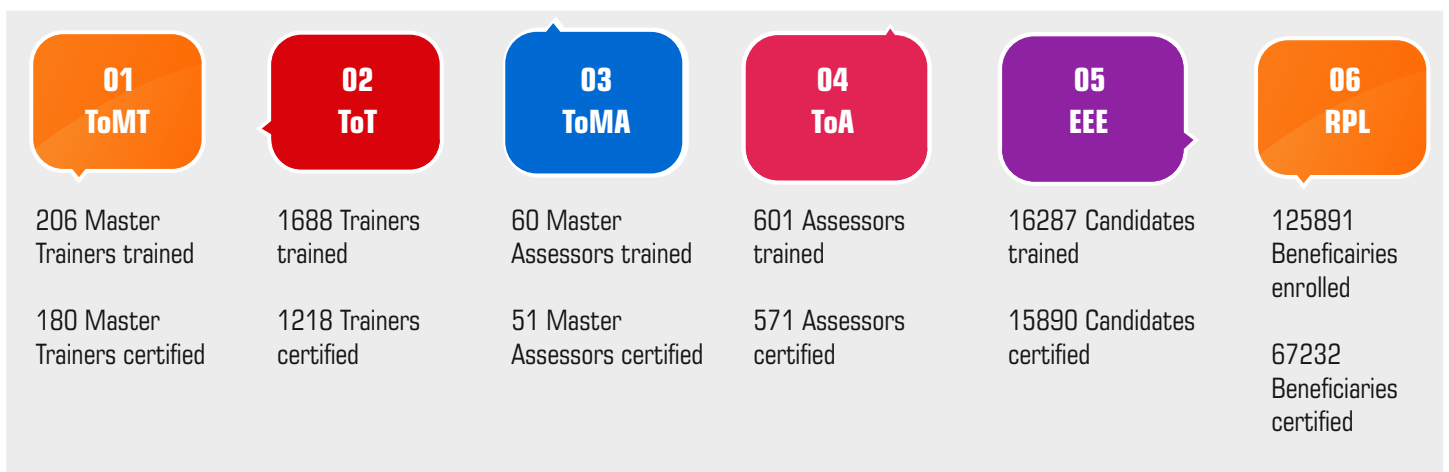 01
ToMT
206 Master
Trainers trained
180 Master
Trainers certified
02
ToT
1688 Trainers
trained
1218 Trainers
certified
03
ToMA
60 Master
Assessors trained
51 Master
Assessors certified
04
ToA
601 Assessors
trained
571 Assessors
certified
05
EEE
16287 Candidates
trained
15890 Candidates
certified
06
RPL
125891
Beneficairies
enrolled
67232
Beneficiaries
certified